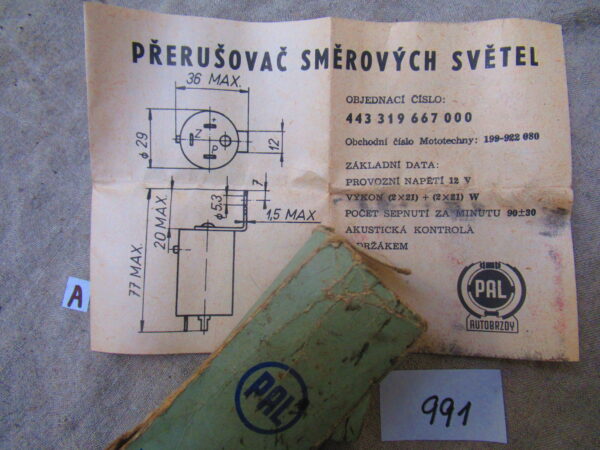 PŘERUŠOVAČ SMĚROVÝCH SVĚTEL
36 MAX.
φ 29
Z
+
P
12
OBJEDNACÍ ČÍSLO:
443 319 667 000
Obchodní číslo Mototechny: 199-922 080
ZÁKLADNÍ DATA:
PROVOZNÍ NAPĚTÍ 12 V
VÝKON (2×21) + (2×21) W
POČET SEPNUTÍ ZA MINUTU 90±30
AKUSTICKÁ KONTROLA
DRŽÁKEM
77 MAX.
20 MAX.
φ5,3
7
1,5 MAX.
PAL
AUTOBRZDY
A
PAL
991